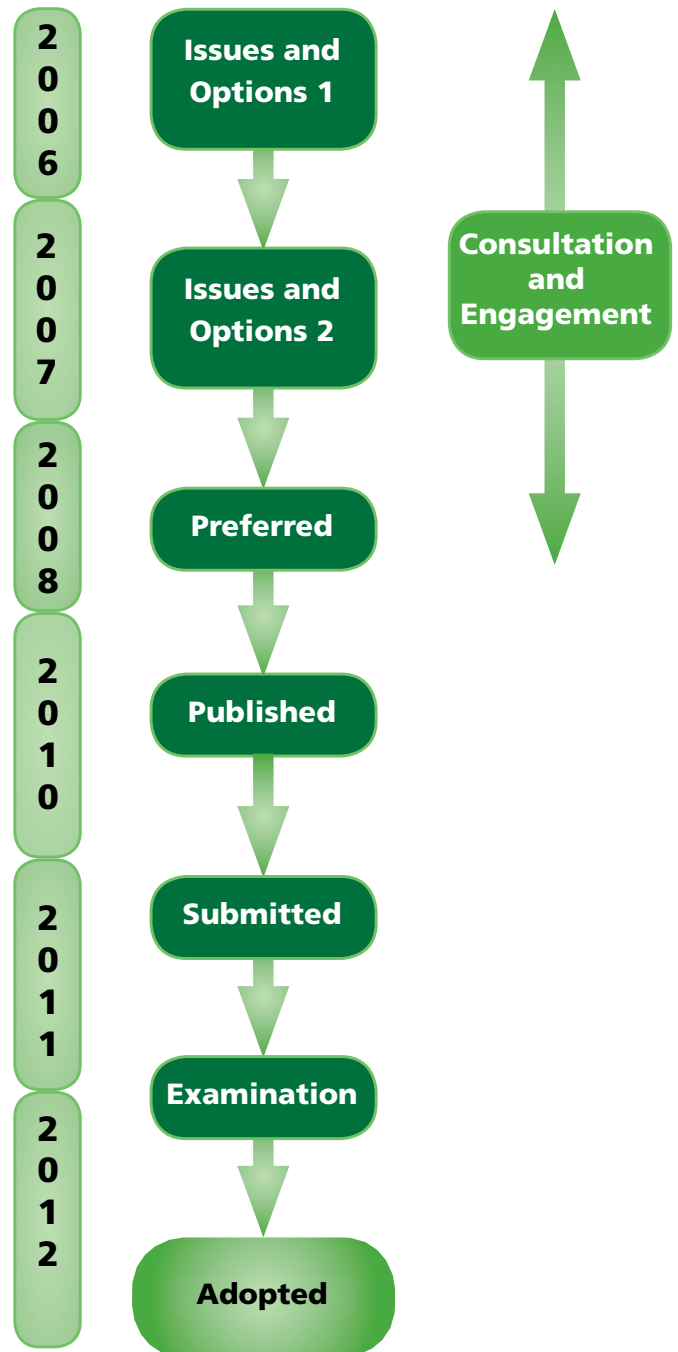 2006
Issues and
Options 1
2007
Issues and
Options 2
Consultation
and
Engagement
2008
Preferred
2010
Published
2011
Submitted
Examination
2012
Adopted